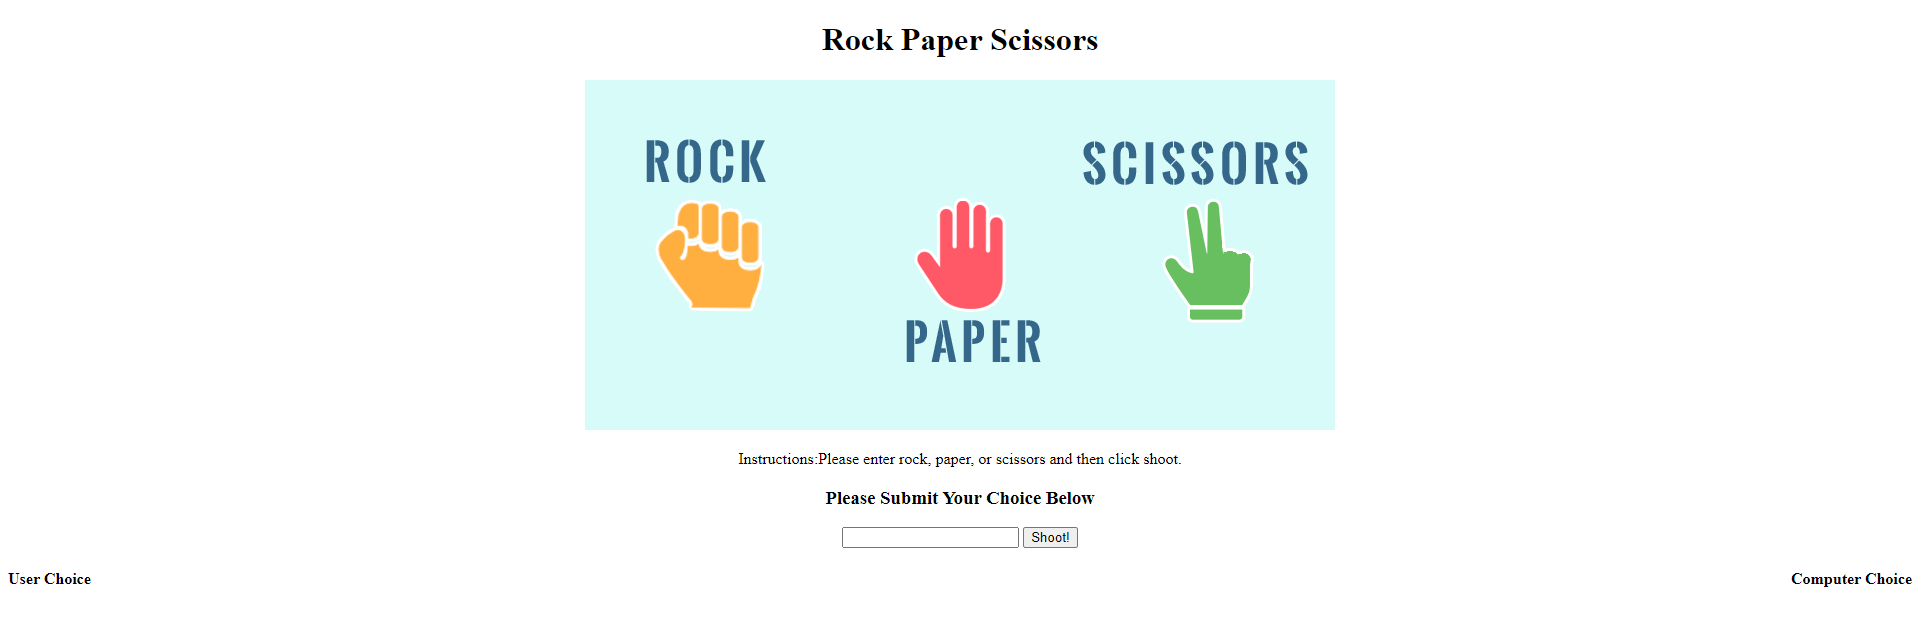 Rock Paper Scissors
ROCK
SCISSORS
PAPER
Instructions:Please enter rock, paper, or scissors and then click shoot.
Please Submit Your Choice Below
Shoot!
User Choice
Computer Choice